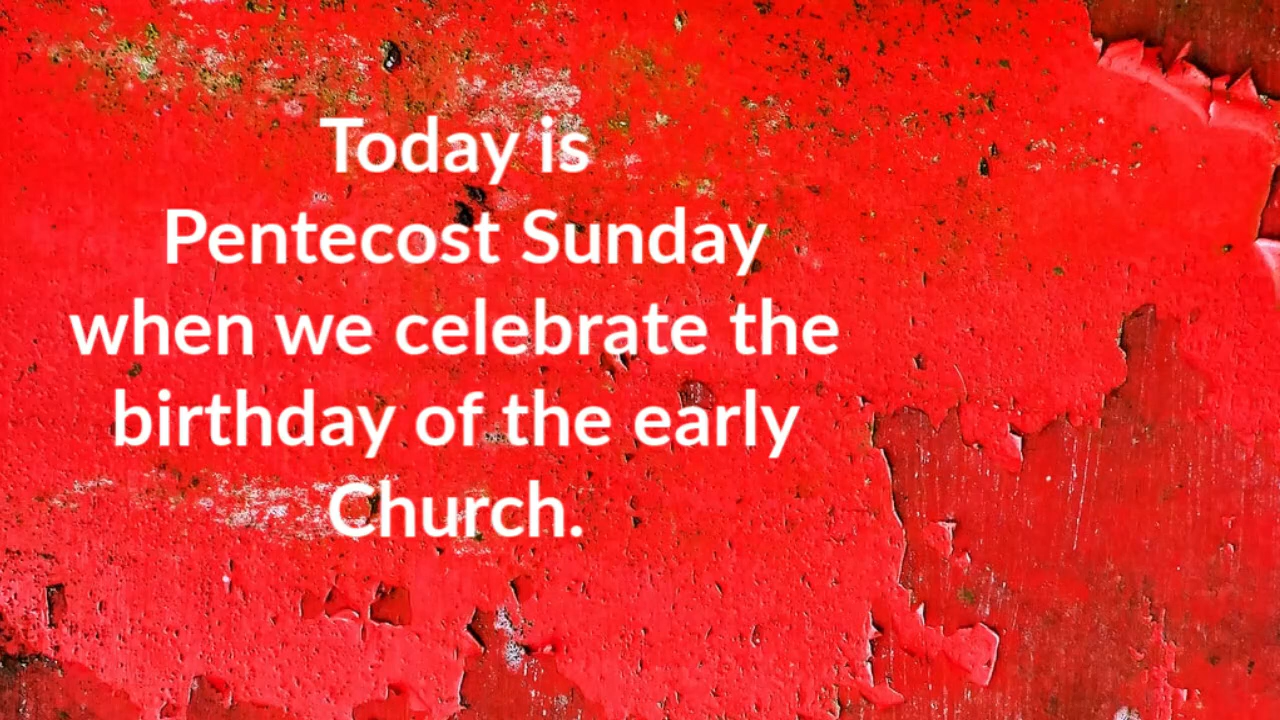 Today is
Pentecost Sunday
when we celebrate the
birthday of the early
Church.